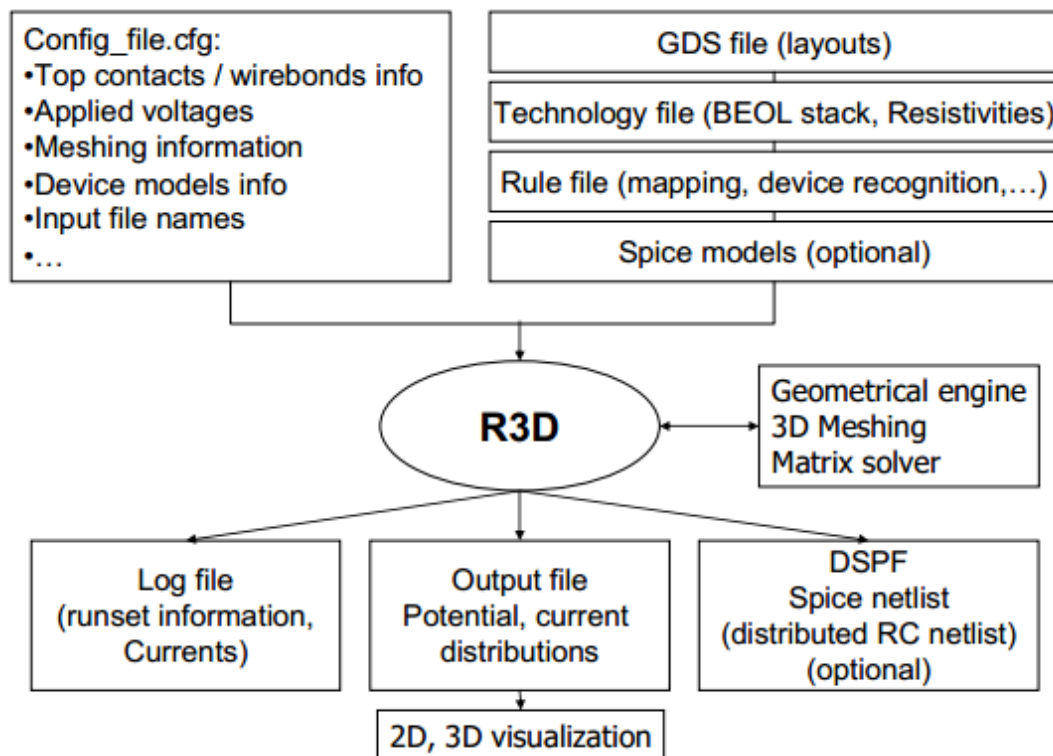 Config_file.cfg:
•Top contacts / wirebonds info
•Applied voltages
•Meshing information
•Device models info
•Input file names
•…
GDS file (layouts)
Technology file (BEOL stack, Resistivities)
Rule file (mapping, device recognition,…)
Spice models (optional)
R3D
Geometrical engine
3D Meshing
Matrix solver
Log file
(runset information,
Currents)
Output file
Potential, current
distributions
DSPF
Spice netlist
(distributed RC netlist)
(optional)
2D, 3D visualization